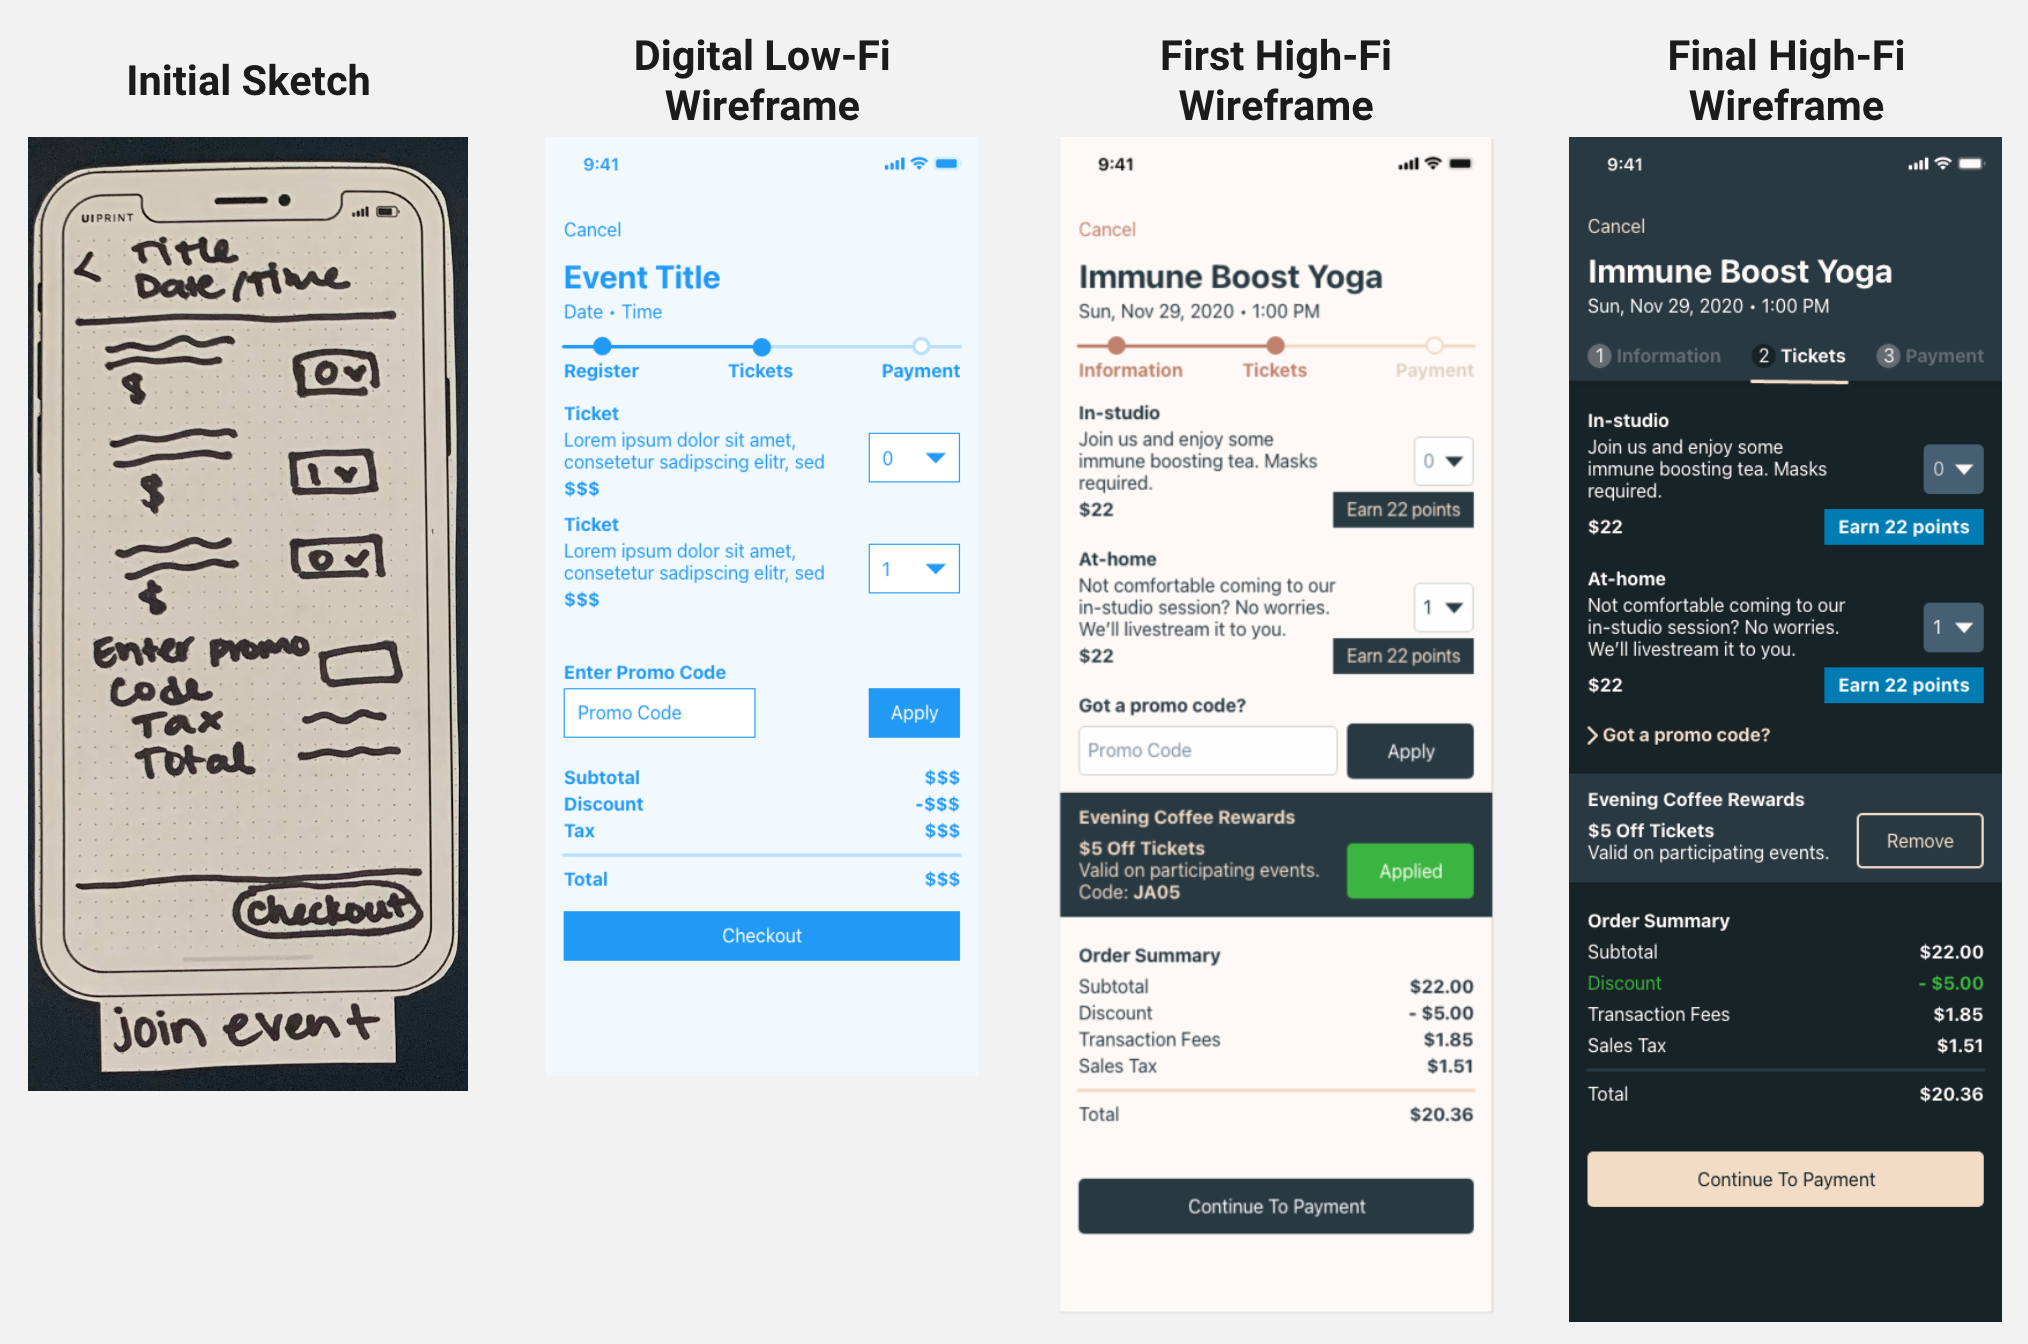 Initial Sketch
UIPRINT
<
Title
Date/Time
$
0
$
1
$
0
Enter promo
code
Tax
Total
checkout
join event
Digital Low-Fi
Wireframe
9:41
Cancel
Event Title
Date • Time
Register Tickets Payment
Ticket
Lorem ipsum dolor sit amet,
consetetur sadipscing elitr, sed
0
$$$
Ticket
Lorem ipsum dolor sit amet,
consetetur sadipscing elitr, sed
1
$$$
Enter Promo Code
Promo Code Apply
Subtotal $$$
Discount -$$$
Tax $$$
Total $$$
Checkout
First High-Fi
Wireframe
9:41
Cancel
Immune Boost Yoga
Sun, Nov 29, 2020 • 1:00 PM
Information Tickets Payment
In-studio
Join us and enjoy some
immune boosting tea. Masks
required.
0
$22 Earn 22 points
At-home
Not comfortable coming to our
in-studio session? No worries.
We'll livestream it to you.
1
$22 Earn 22 points
Got a promo code?
Promo Code Apply
Evening Coffee Rewards
$5 Off Tickets
Valid on participating events.
Code: JA05
Applied
Order Summary
Subtotal $22.00
Discount - $5.00
Transaction Fees $1.85
Sales Tax $1.51
Total $20.36
Continue To Payment
Final High-Fi
Wireframe
9:41
Cancel
Immune Boost Yoga
Sun, Nov 29, 2020 • 1:00 PM
1 Information 2 Tickets 3 Payment
In-studio
Join us and enjoy some
immune boosting tea. Masks
required.
0
$22 Earn 22 points
At-home
Not comfortable coming to our
in-studio session? No worries.
We'll livestream it to you.
1
$22 Earn 22 points
Got a promo code?
Evening Coffee Rewards
$5 Off Tickets
Valid on participating events.
Remove
Order Summary
Subtotal $22.00
Discount - $5.00
Transaction Fees $1.85
Sales Tax $1.51
Total $20.36
Continue To Payment